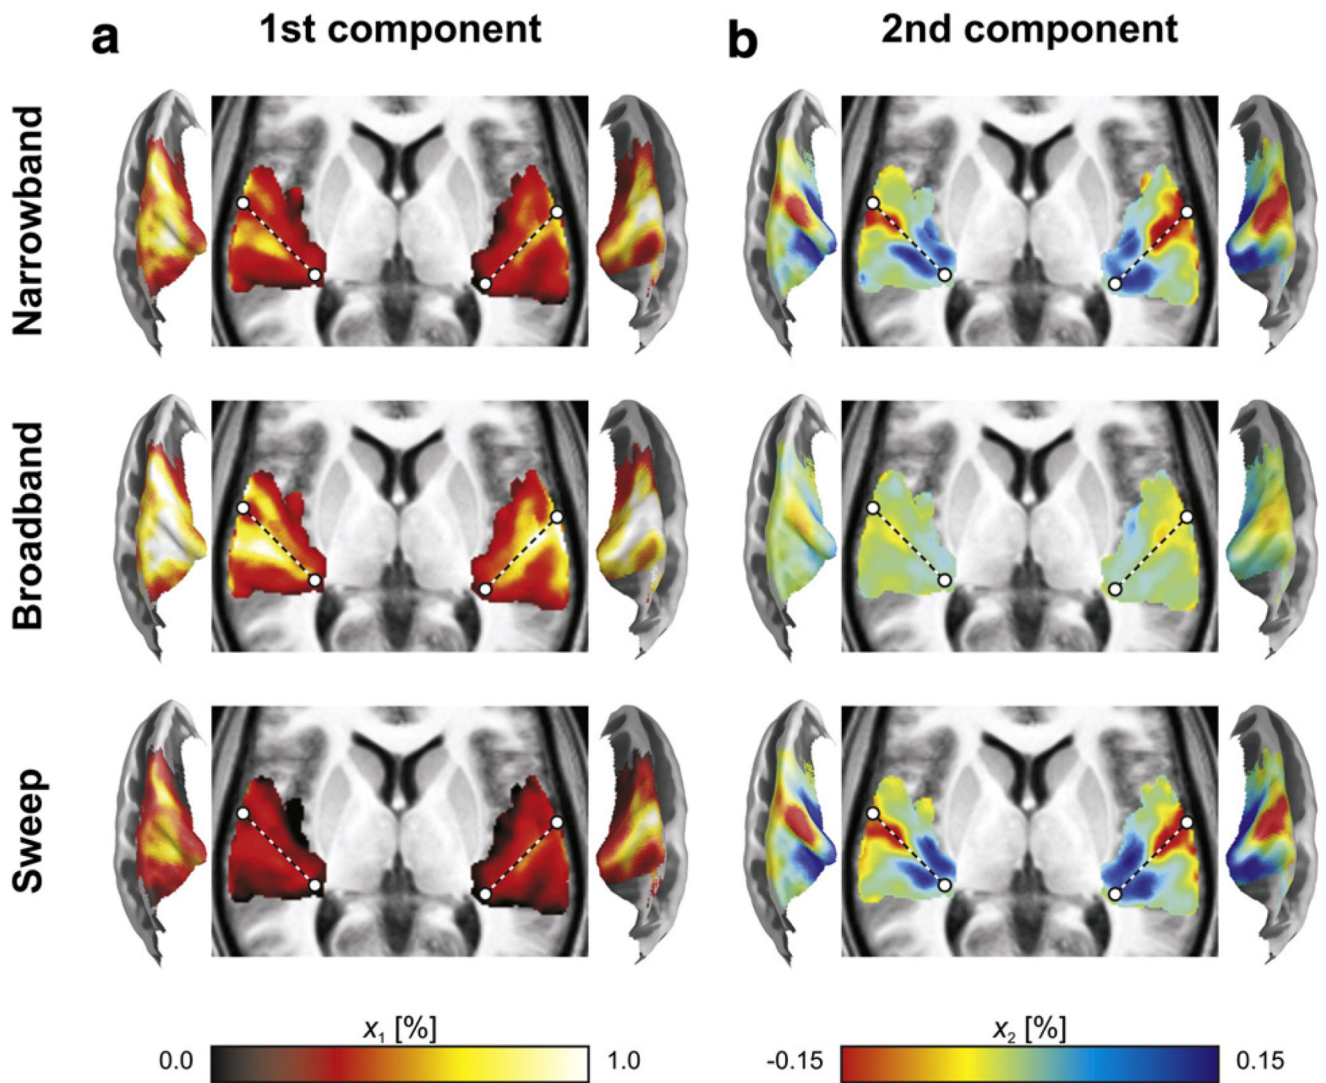 a 1st component
b 2nd component
Narrowband
Broadband
Sweep
x₁ [%]
0.0 1.0
x₂ [%]
-0.15 0.15